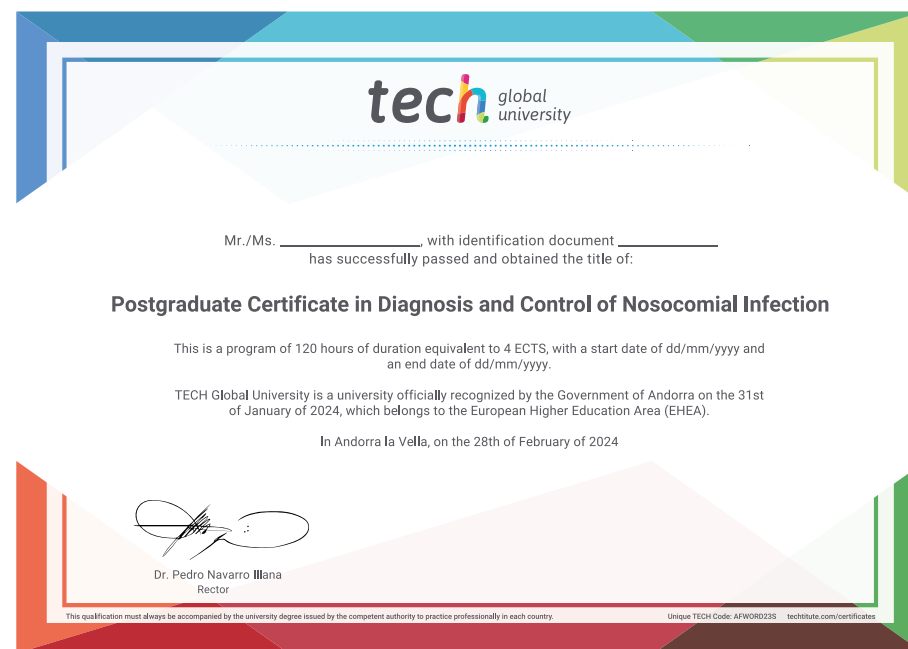 tech global university
Mr./Ms. ____________________, with identification document ______________
has successfully passed and obtained the title of:
Postgraduate Certificate in Diagnosis and Control of Nosocomial Infection
This is a program of 120 hours of duration equivalent to 4 ECTS, with a start date of dd/mm/yyyy and
an end date of dd/mm/yyyy.
TECH Global University is a university officially recognized by the Government of Andorra on the 31st
of January of 2024, which belongs to the European Higher Education Area (EHEA).
In Andorra la Vella, on the 28th of February of 2024
Dr. Pedro Navarro Illana
Rector
This qualification must always be accompanied by the university degree issued by the competent authority to practice professionally in each country.
Unique TECH Code: AFWORD23S techtitute.com/certificates